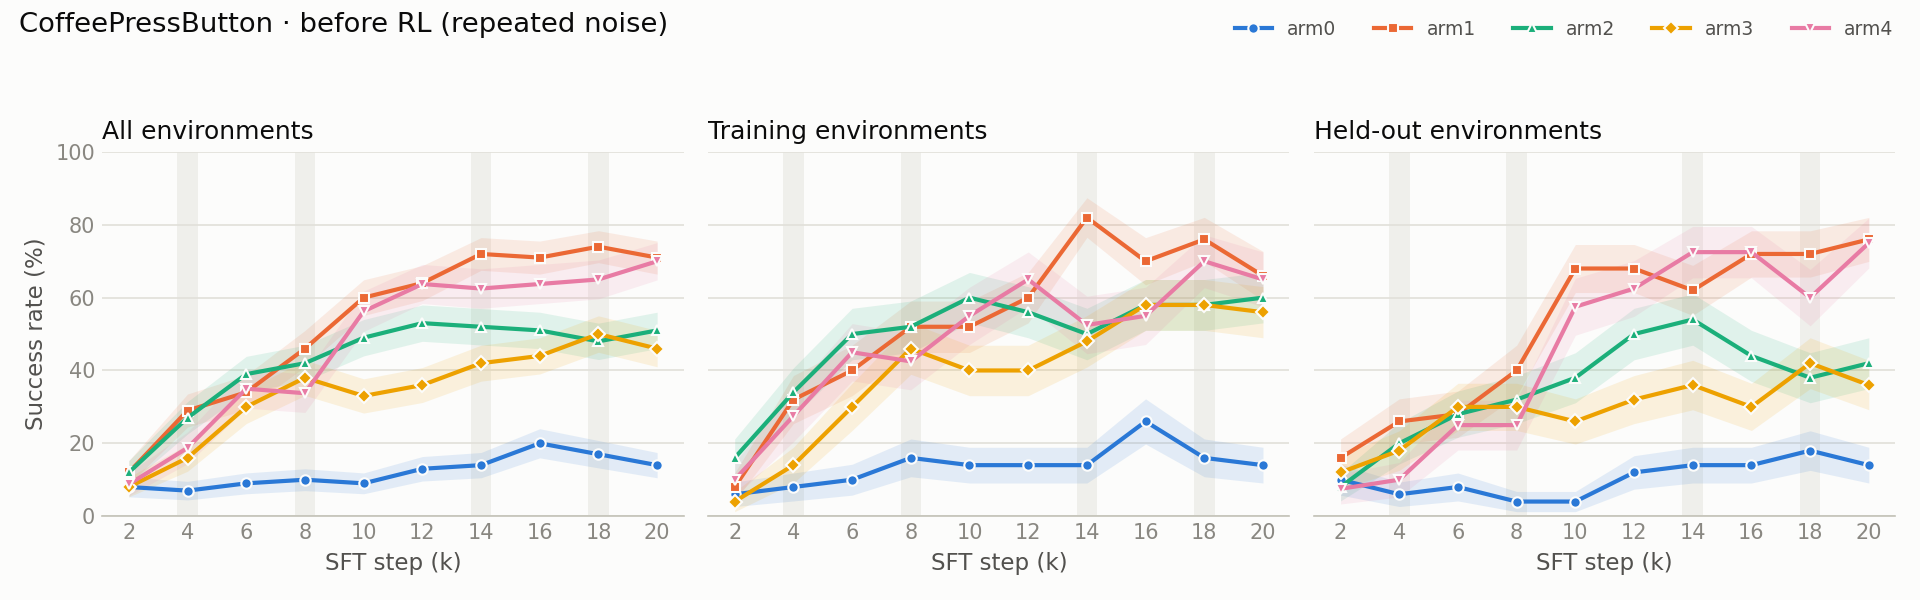 CoffeePressButton · before RL (repeated noise)
arm0 arm1 arm2 arm3 arm4
All environments
Training environments
Held-out environments
Success rate (%)
100
80
60
40
20
0
2 4 6 8 10 12 14 16 18 20
2 4 6 8 10 12 14 16 18 20
2 4 6 8 10 12 14 16 18 20
SFT step (k)
SFT step (k)
SFT step (k)